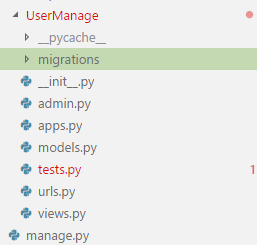 UserManage
__pycache__
migrations
__init__.py
admin.py
apps.py
models.py
tests.py 1
urls.py
views.py
manage.py